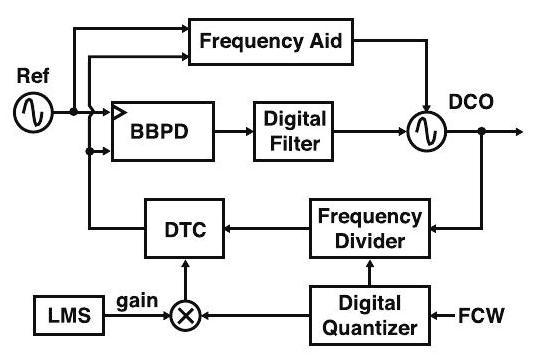 Frequency Aid
Ref
DCO
BBPD
Digital
Filter
DTC
Frequency
Divider
LMS
gain
Digital
Quantizer
FCW